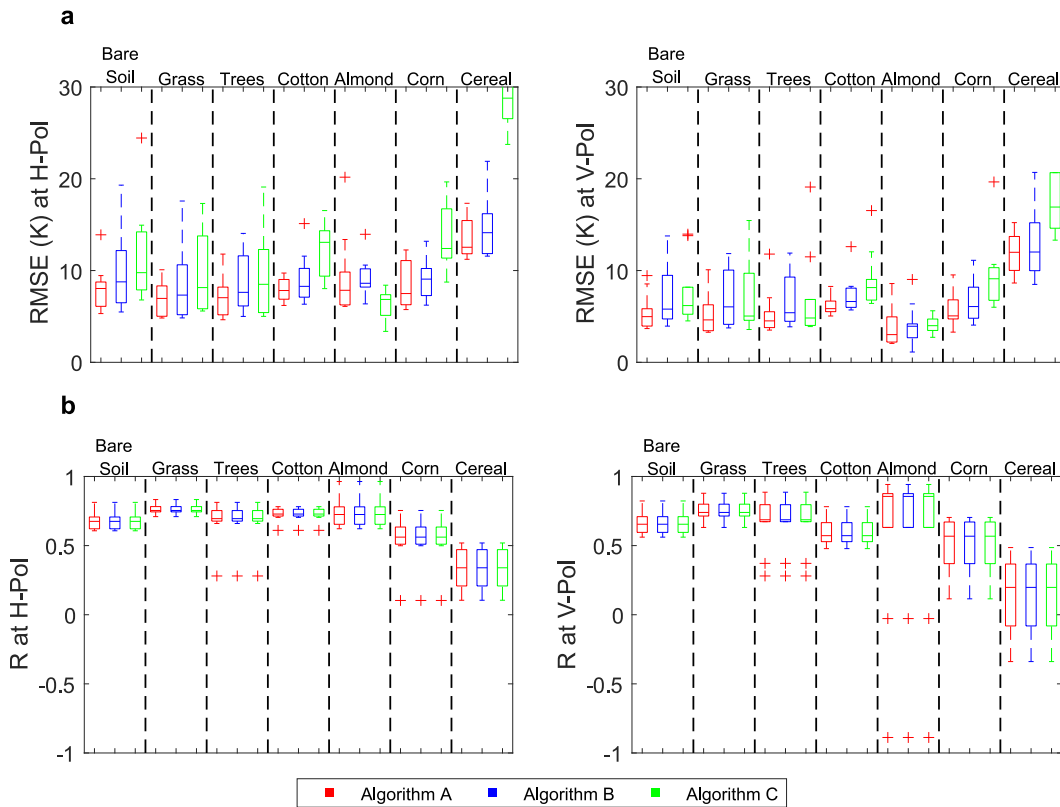 a
Bare
Soil Grass Trees Cotton Almond Corn Cereal
30
20
10
0
RMSE (K) at H-Pol
Bare
Soil Grass Trees Cotton Almond Corn Cereal
30
20
10
0
RMSE (K) at V-Pol
b
Bare
Soil Grass Trees Cotton Almond Corn Cereal
1
0.5
0
-0.5
-1
R at H-Pol
Bare
Soil Grass Trees Cotton Almond Corn Cereal
1
0.5
0
-0.5
-1
R at V-Pol
Algorithm A Algorithm B Algorithm C